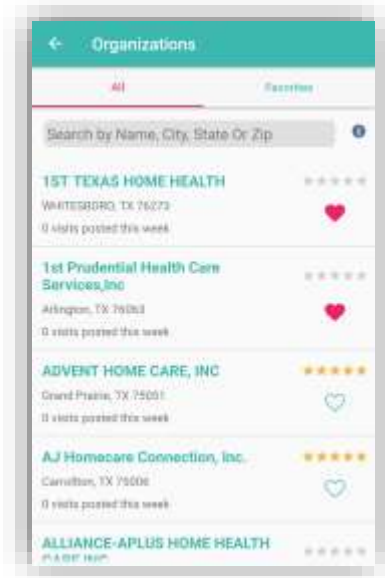 Organizations
All
Favorites
Search by Name, City, State Or Zip
1ST TEXAS HOME HEALTH
WHITESBORO, TX 76273
0 visits posted this week
1st Prudential Health Care
Services,Inc
Arlington, TX 76063
0 visits posted this week
ADVENT HOME CARE, INC
Grand Prairie, TX 75051
0 visits posted this week
AJ Homecare Connection, Inc.
Carrollton, TX 75006
0 visits posted this week
ALLIANCE-APLUS HOME HEALTH
CARE INC